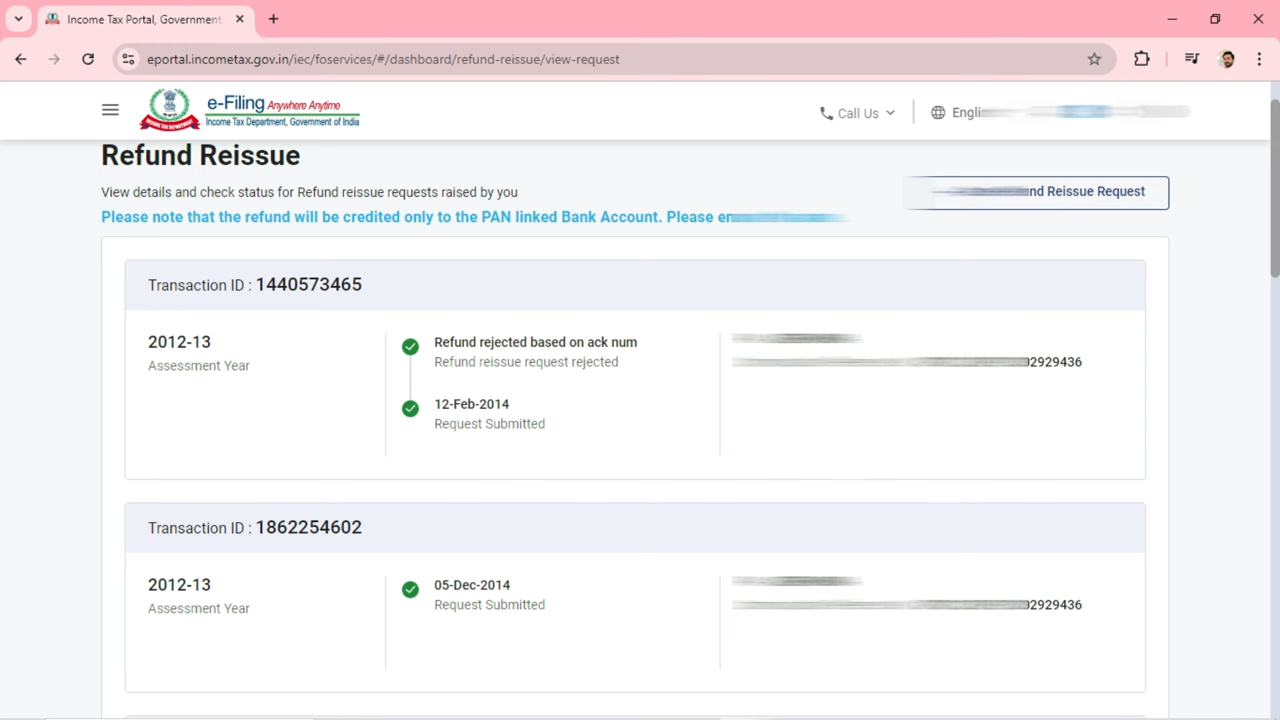 Income Tax Portal, Government
eportal.incometax.gov.in/iec/foservices/#/dashboard/refund-reissue/view-request
e-Filing Anywhere Anytime
Income Tax Department, Government of India
INCOME TAX DEPARTMENT
Call Us
Engli
Refund Reissue
View details and check status for Refund reissue requests raised by you
nd Reissue Request
Please note that the refund will be credited only to the PAN linked Bank Account. Please en
Transaction ID : 1440573465
2012-13
Assessment Year
Refund rejected based on ack num
Refund reissue request rejected
12-Feb-2014
Request Submitted
2929436
Transaction ID : 1862254602
2012-13
Assessment Year
05-Dec-2014
Request Submitted
2929436